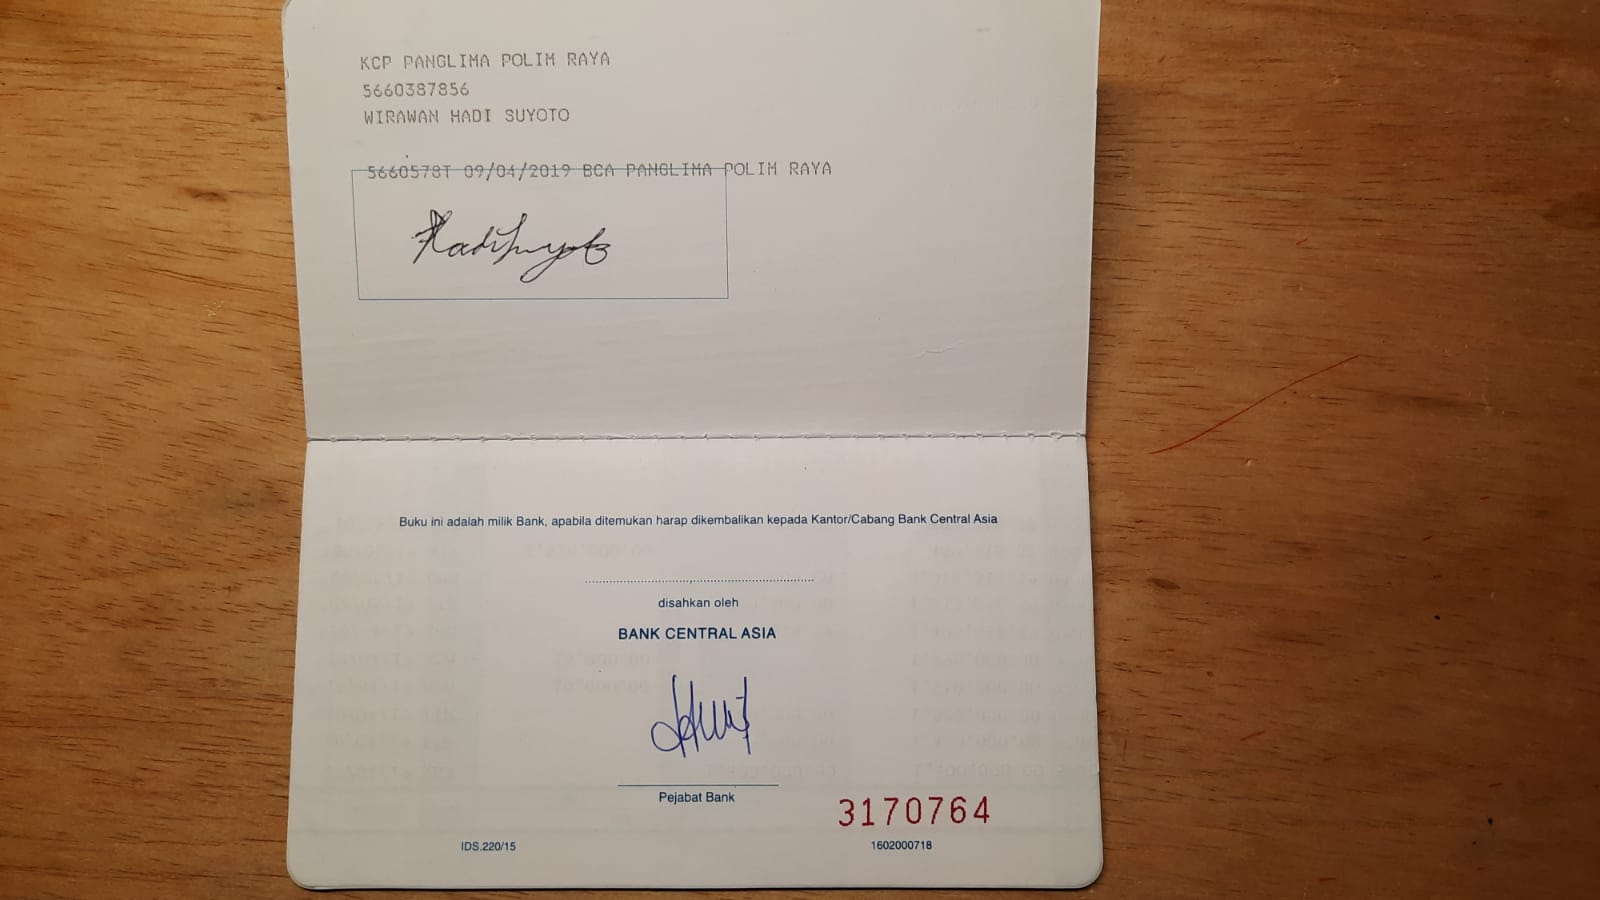 KCP PANGLIMA POLIM RAYA
5660387856
WIRAWAN HADI SUYOTO
5660578T 09/04/2019 BCA PANGLIMA POLIM RAYA
Hadi Suyoto
Buku ini adalah milik Bank, apabila ditemukan harap dikembalikan kepada Kantor/Cabang Bank Central Asia
disahkan oleh
BANK CENTRAL ASIA
Pejabat Bank
3170764
IDS.220/15
1602000718